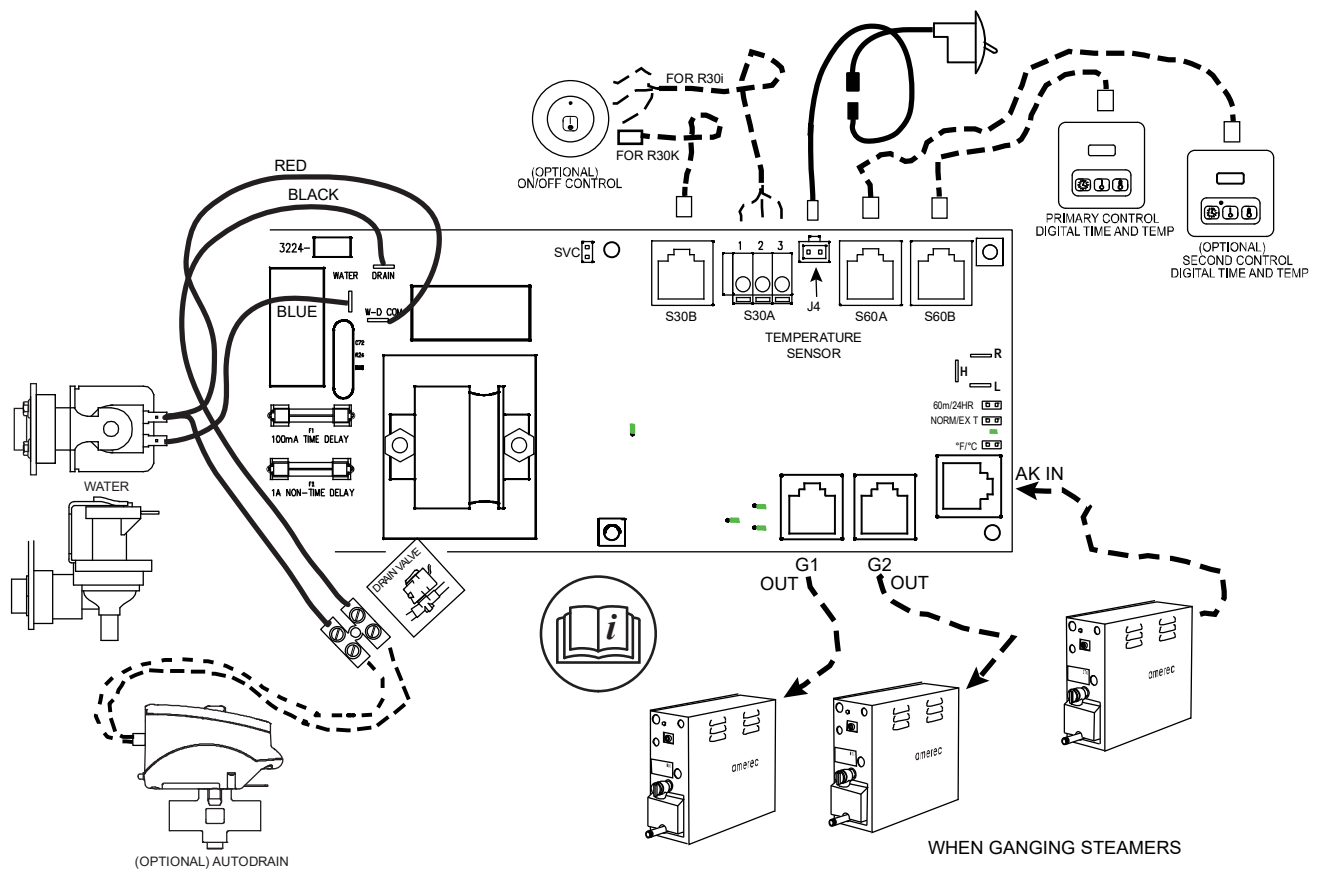 FOR R30i
FOR R30K
(OPTIONAL)
ON/OFF CONTROL
PRIMARY CONTROL
DIGITAL TIME AND TEMP
(OPTIONAL)
SECOND CONTROL
DIGITAL TIME AND TEMP
RED
BLACK
3224-
WATER
DRAIN
BLUE
W-D COM
C72
R26
F1
100mA TIME DELAY
F2
1A NON-TIME DELAY
WATER
SVC
1 2 3
S30B
S30A
J4
S60A
S60B
TEMPERATURE
SENSOR
R
H
L
60m/24HR
NORM/EX T
°F/°C
AK IN
G1
OUT
G2
OUT
DRAIN VALVE
i
(OPTIONAL) AUTODRAIN
amerec
amerec
amerec
WHEN GANGING STEAMERS